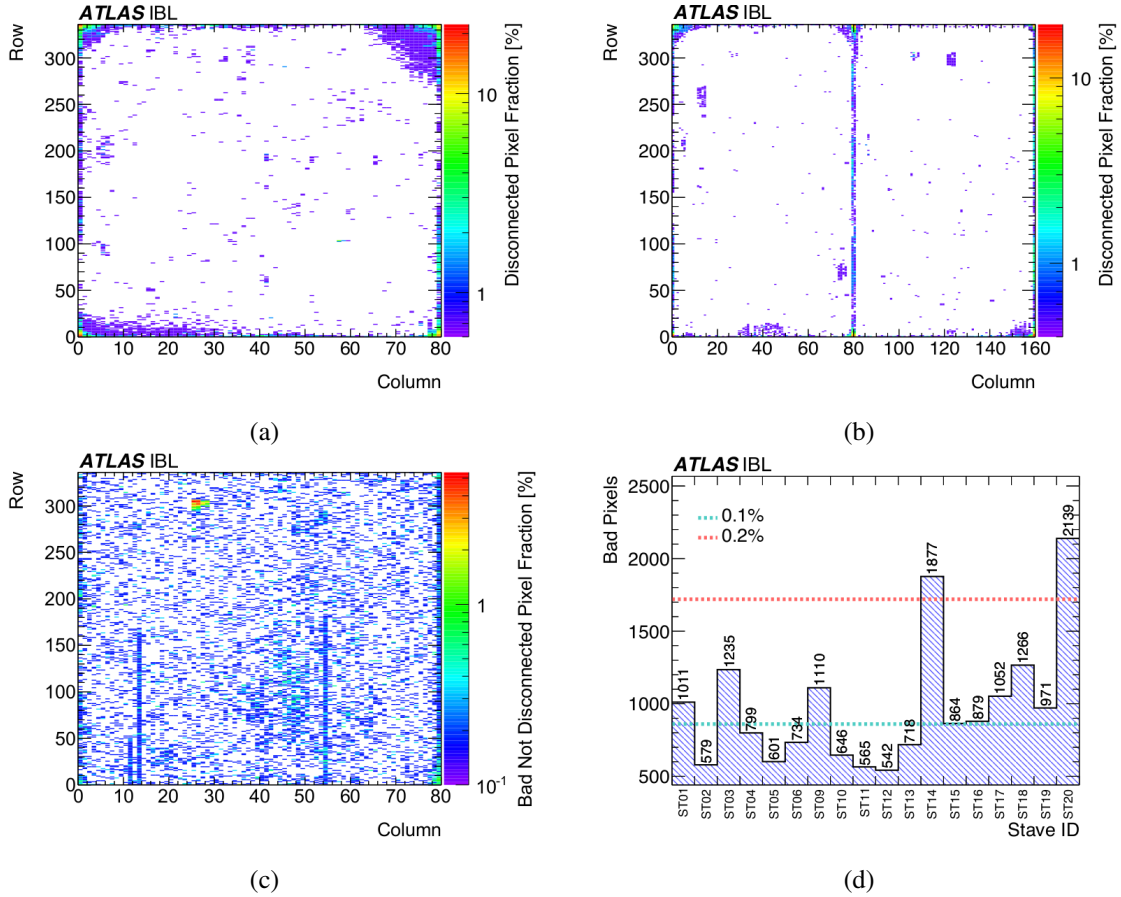 ATLAS IBL
Row
300
250
200
150
100
50
0
0 10 20 30 40 50 60 70 80
Column
10
1
Disconnected Pixel Fraction [%]
(a)
ATLAS IBL
Row
300
250
200
150
100
50
0
0 20 40 60 80 100 120 140 160
Column
10
1
Disconnected Pixel Fraction [%]
(b)
ATLAS IBL
Row
300
250
200
150
100
50
0
0 10 20 30 40 50 60 70 80
Column
1
10⁻¹
Bad Not Disconnected Pixel Fraction [%]
(c)
ATLAS IBL
Bad Pixels
2500
2000
1500
1000
500
0.1%
0.2%
1011 579 1235 799 601 734 1110 646 565 542 718 1877 864 879 1052 1266 971 2139
ST01 ST02 ST03 ST04 ST05 ST06 ST09 ST10 ST11 ST12 ST13 ST14 ST15 ST16 ST17 ST18 ST19 ST20
Stave ID
(d)